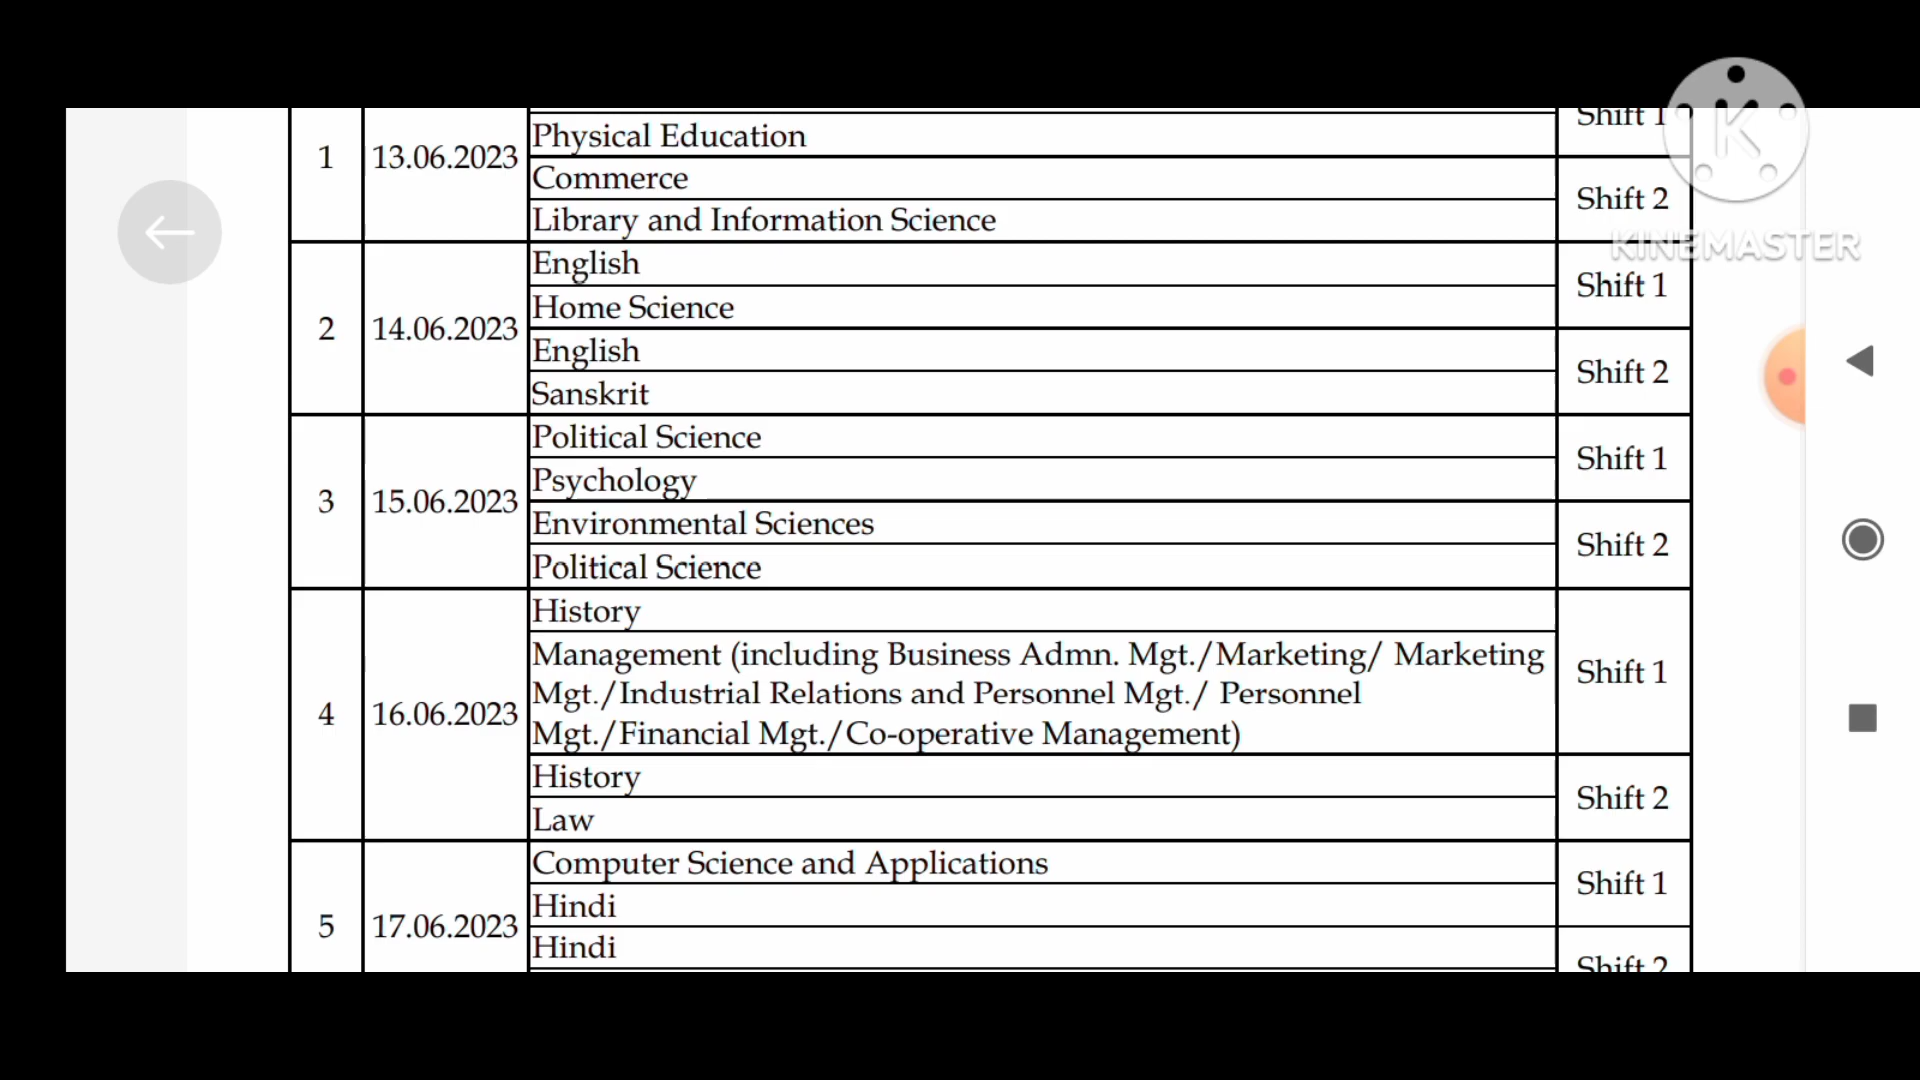 Shift 1
Physical Education
1 13.06.2023
Commerce
Shift 2
Library and Information Science
KINEMASTER
English
Shift 1
Home Science
2 14.06.2023
English
Shift 2
Sanskrit
Political Science
Shift 1
Psychology
3 15.06.2023
Environmental Sciences
Shift 2
Political Science
History
Management (including Business Admn. Mgt./Marketing/ Marketing
Mgt./Industrial Relations and Personnel Mgt./ Personnel
Mgt./Financial Mgt./Co-operative Management)
Shift 1
4 16.06.2023
History
Shift 2
Law
Computer Science and Applications
Shift 1
Hindi
5 17.06.2023
Hindi
Shift 2
K